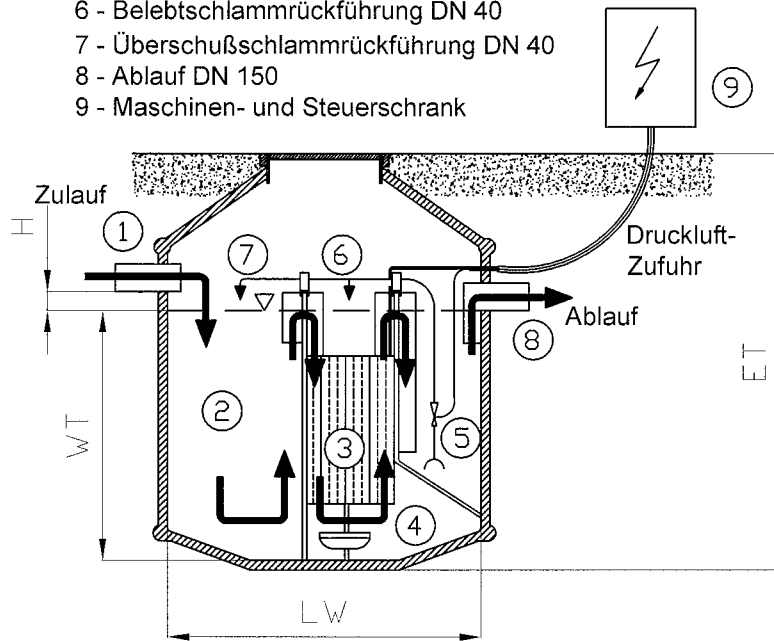 6 - Belebtschlammrückführung DN 40
7 - Überschußschlammrückführung DN 40
8 - Ablauf DN 150
9 - Maschinen- und Steuerschrank
9
Zulauf
H
1
7
6
Druckluft-
Zufuhr
Ablauf
8
ET
2
WT
3
5
4
LW